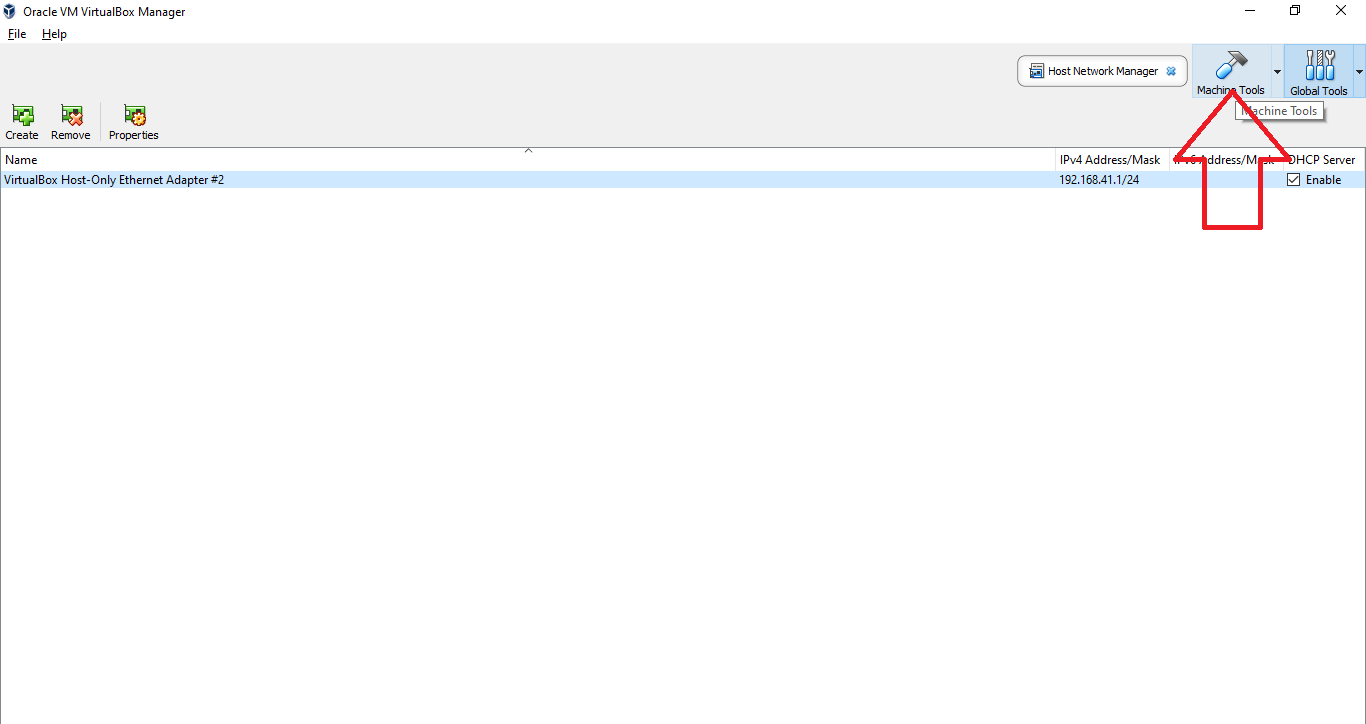 Oracle VM VirtualBox Manager
File Help
Host Network Manager
Machine Tools
Global Tools
Machine Tools
Create Remove Properties
Name IPv4 Address/Mask IPv6 Address/Mask DHCP Server
VirtualBox Host-Only Ethernet Adapter #2 192.168.41.1/24 Enable